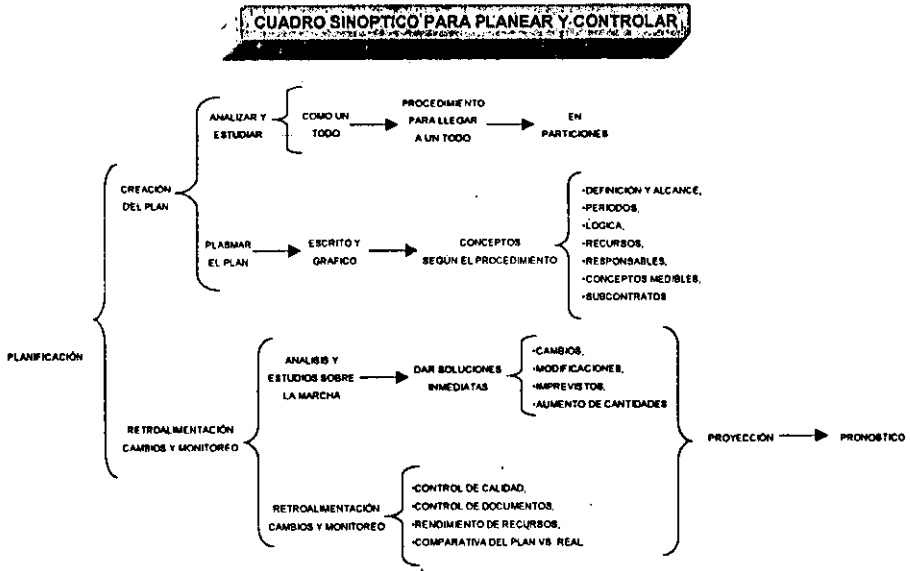 CUADRO SINOPTICO PARA PLANEAR Y CONTROLAR
PLANIFICACIÓN
CREACIÓN
DEL PLAN
ANALIZAR Y
ESTUDIAR
COMO UN
TODO
PROCEDIMIENTO
PARA LLEGAR
A UN TODO
EN
PARTICIONES
PLASMAR
EL PLAN
ESCRITO Y
GRAFICO
CONCEPTOS
SEGÚN EL PROCEDIMIENTO
•DEFINICIÓN Y ALCANCE,
•PERIODOS,
•LOGICA,
•RECURSOS,
•RESPONSABLES,
•CONCEPTOS MEDIBLES,
•SUBCONTRATOS
RETROALIMENTACIÓN
CAMBIOS Y MONITOREO
ANALISIS Y
ESTUDIOS SOBRE
LA MARCHA
DAR SOLUCIONES
INMEDIATAS
•CAMBIOS,
•MODIFICACIONES,
•IMPREVISTOS,
•AUMENTO DE CANTIDADES
RETROALIMENTACIÓN
CAMBIOS Y MONITOREO
•CONTROL DE CALIDAD,
•CONTROL DE DOCUMENTOS,
•RENDIMIENTO DE RECURSOS,
•COMPARATIVA DEL PLAN VS REAL
PROYECCIÓN
PRONOSTICO